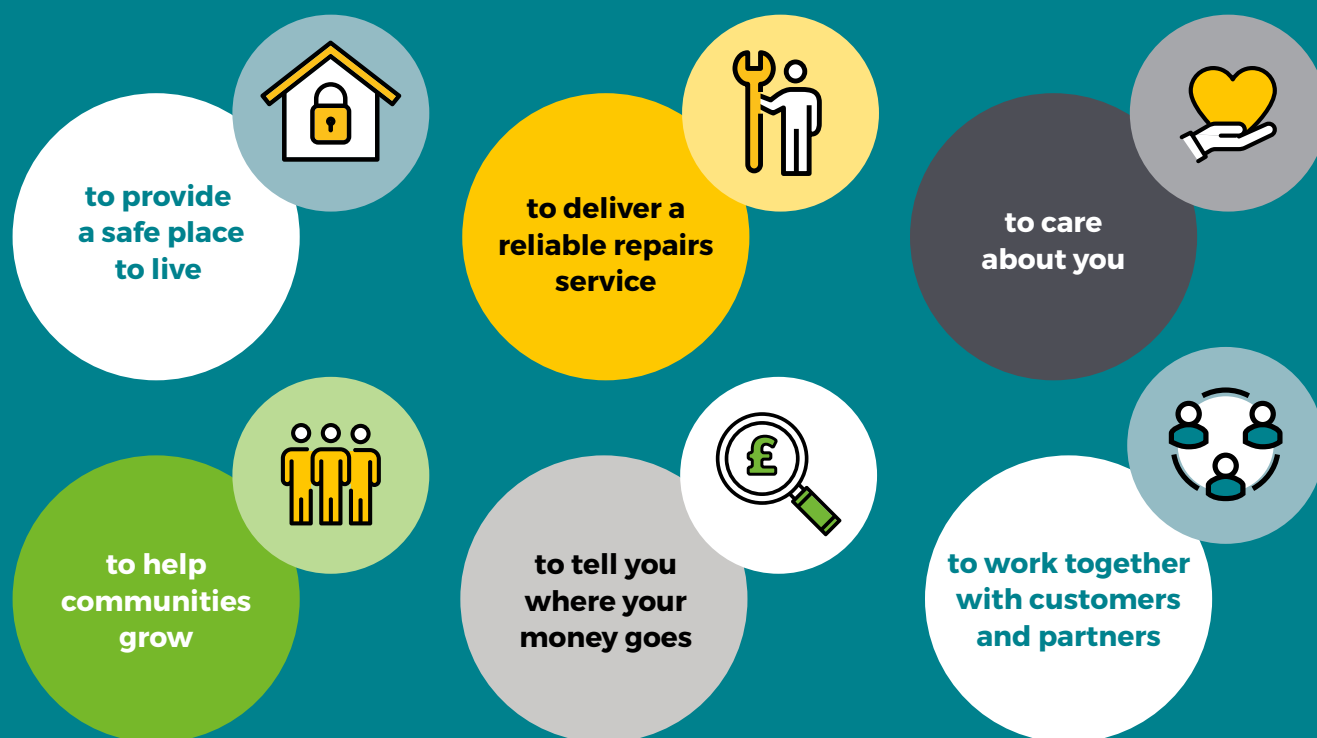 to provide
a safe place
to live
to deliver a
reliable repairs
service
to care
about you
to help
communities
grow
£
to tell you
where your
money goes
to work together
with customers
and partners